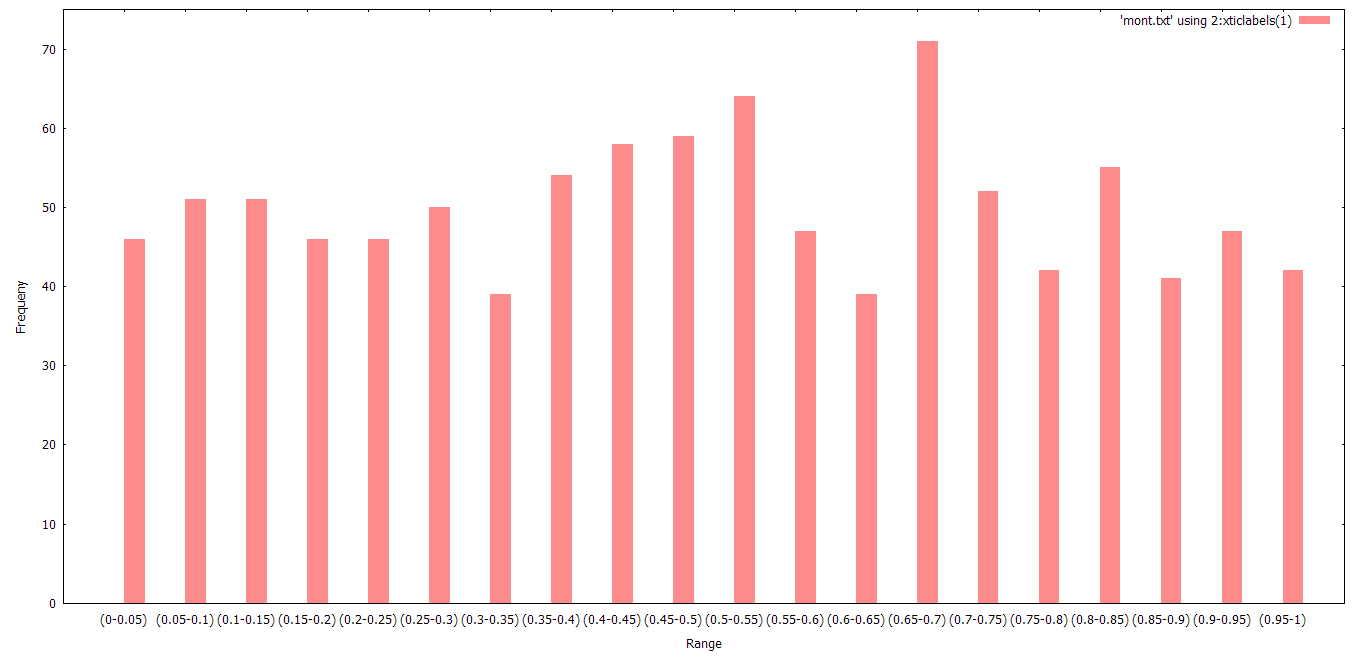 'mont.txt' using 2:xticlabels(1)
70
60
50
40
30
20
10
0
Frequeny
(0-0.05) (0.05-0.1) (0.1-0.15) (0.15-0.2) (0.2-0.25) (0.25-0.3) (0.3-0.35) (0.35-0.4) (0.4-0.45) (0.45-0.5) (0.5-0.55) (0.55-0.6) (0.6-0.65) (0.65-0.7) (0.7-0.75) (0.75-0.8) (0.8-0.85) (0.85-0.9) (0.9-0.95) (0.95-1)
Range